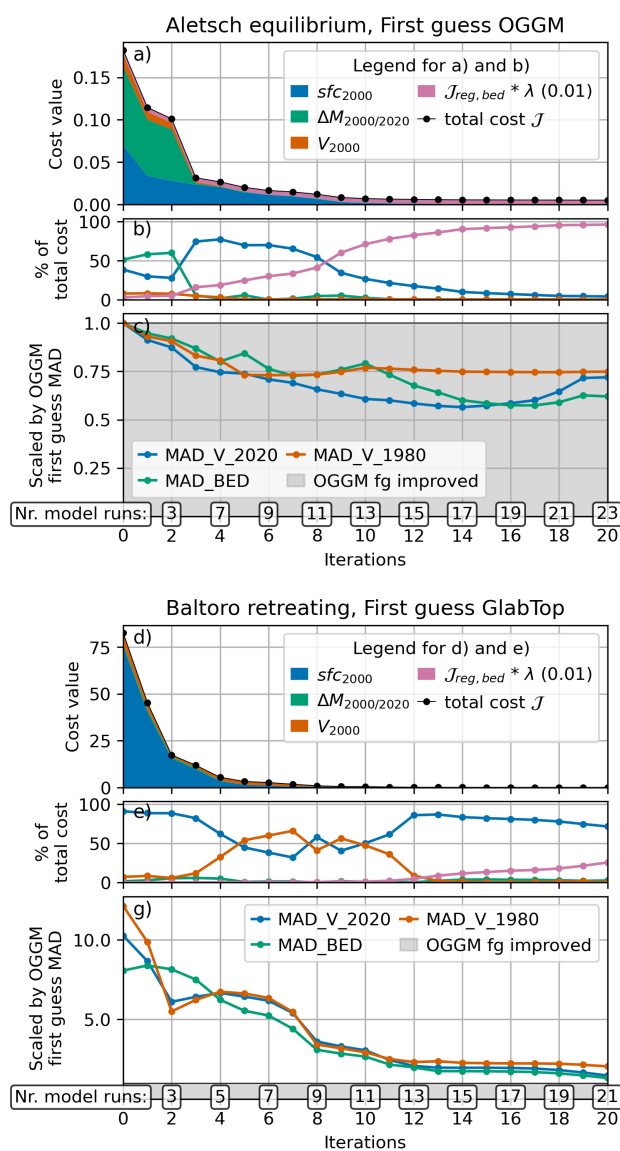 Aletsch equilibrium, First guess OGGM
a)
Legend for a) and b)
sfc2000
ΔM2000/2020
V2000
𝒥reg, bed * λ (0.01)
total cost 𝒥
Cost value
0.15
0.10
0.05
0.00
b)
% of
total cost
100
50
0
c)
Scaled by OGGM
first guess MAD
1.0
0.75
0.5
0.25
MAD_V_2020
MAD_BED
MAD_V_1980
OGGM fg improved
Nr. model runs: 3 7 9 11 13 15 17 19 21 23
0 2 4 6 8 10 12 14 16 18 20
Iterations
Baltoro retreating, First guess GlabTop
d)
Legend for d) and e)
sfc2000
ΔM2000/2020
V2000
𝒥reg, bed * λ (0.01)
total cost 𝒥
Cost value
75
50
25
0
e)
% of
total cost
100
50
0
g)
Scaled by OGGM
first guess MAD
10.0
5.0
MAD_V_2020
MAD_BED
MAD_V_1980
OGGM fg improved
Nr. model runs: 3 5 7 9 11 13 15 17 19 21
0 2 4 6 8 10 12 14 16 18 20
Iterations